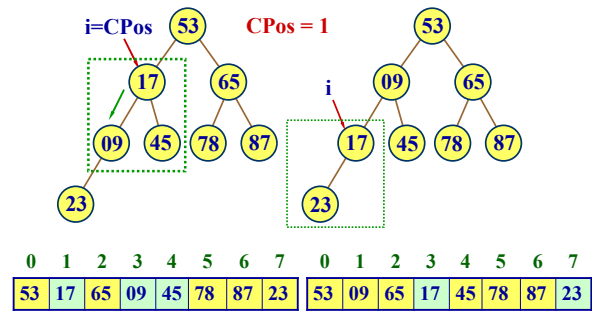 i=CPos 53 CPos = 1 53
17 65 09 65
i
09 45 78 87 17 45 78 87
23 23
0 1 2 3 4 5 6 7 0 1 2 3 4 5 6 7
53 17 65 09 45 78 87 23 53 09 65 17 45 78 87 23